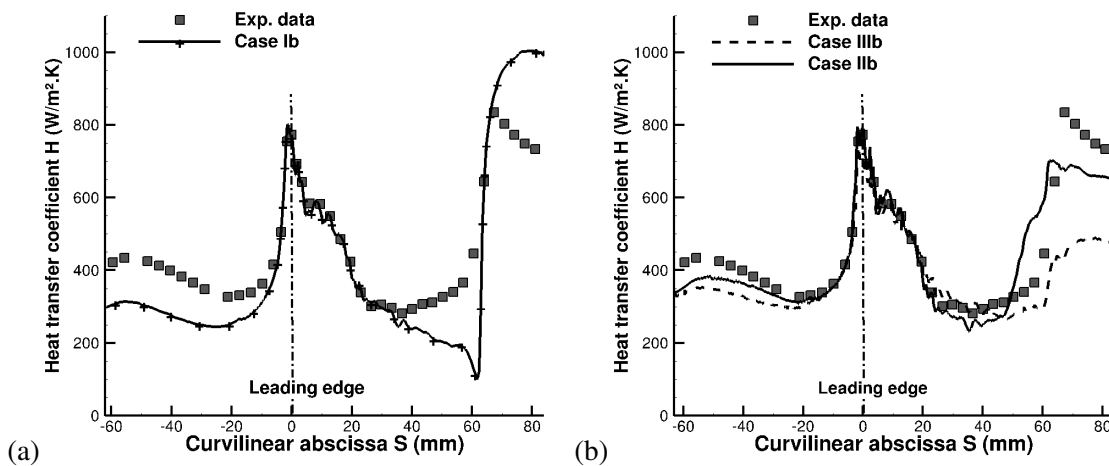 Exp. data
Case Ib
Heat transfer coefficient H (W/m².K)
1000
800
600
400
200
0
Leading edge
-60 -40 -20 0 20 40 60 80
Curvilinear abscissa S (mm)
(a)
Exp. data
Case IIIb
Case IIb
Heat transfer coefficient H (W/m².K)
1000
800
600
400
200
0
Leading edge
-60 -40 -20 0 20 40 60 80
Curvilinear abscissa S (mm)
(b)